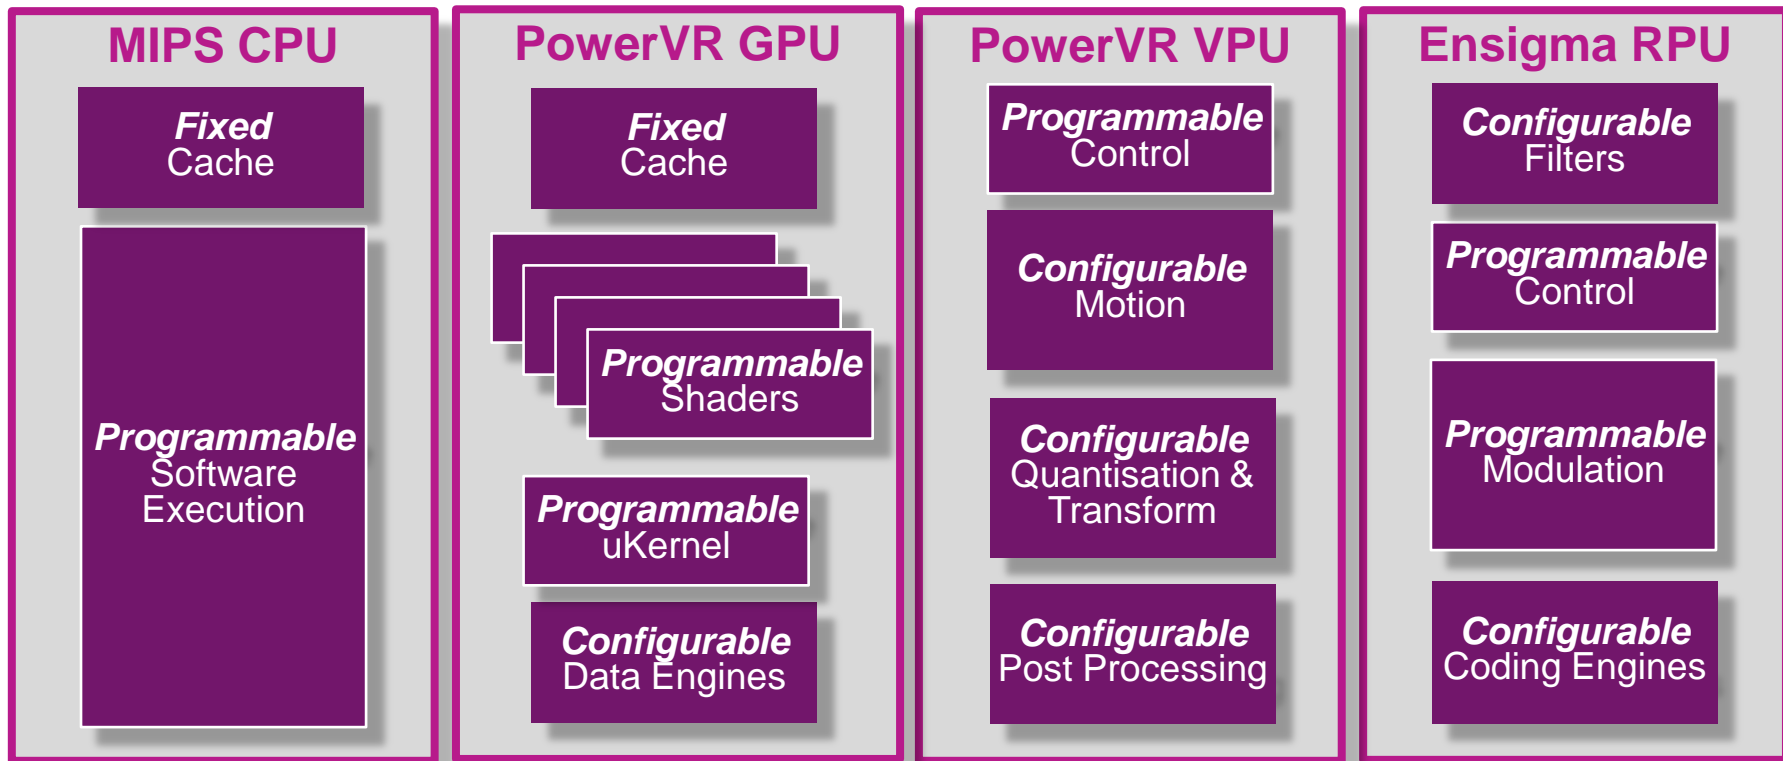 MIPS CPU
Fixed
Cache
Programmable
Software
Execution
PowerVR GPU
Fixed
Cache
Programmable
Shaders
Programmable
uKernel
Configurable
Data Engines
PowerVR VPU
Programmable
Control
Configurable
Motion
Configurable
Quantisation &
Transform
Configurable
Post Processing
Ensigma RPU
Configurable
Filters
Programmable
Control
Programmable
Modulation
Configurable
Coding Engines